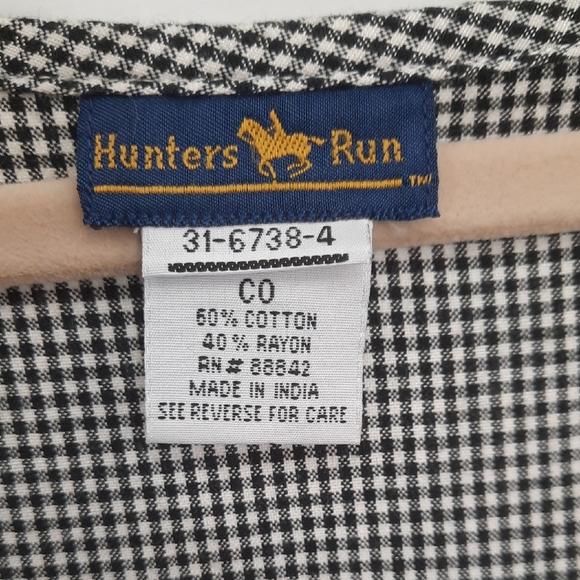 Hunters Run
TM
31-6738-4
CO
60% COTTON
40% RAYON
RN# 88842
MADE IN INDIA
SEE REVERSE FOR CARE